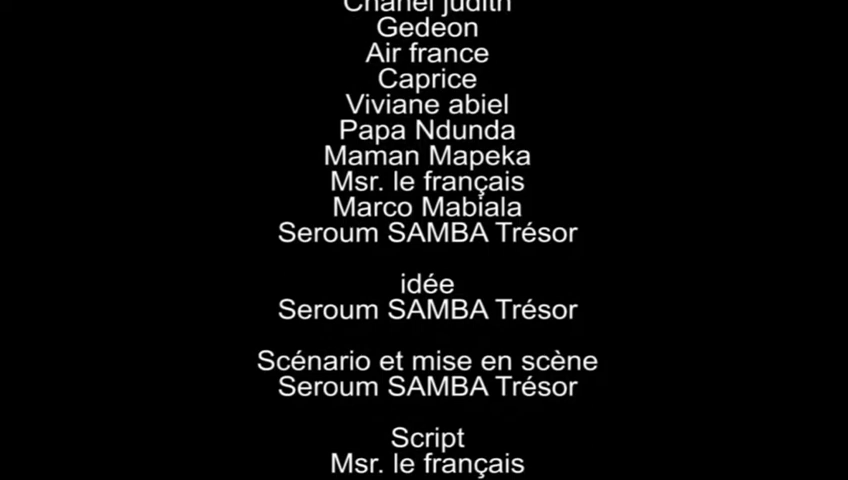 Chanel judith
Gedeon
Air france
Caprice
Viviane abiel
Papa Ndunda
Maman Mapeka
Msr. le français
Marco Mabiala
Seroum SAMBA Trésor
idée
Seroum SAMBA Trésor
Scénario et mise en scène
Seroum SAMBA Trésor
Script
Msr. le français